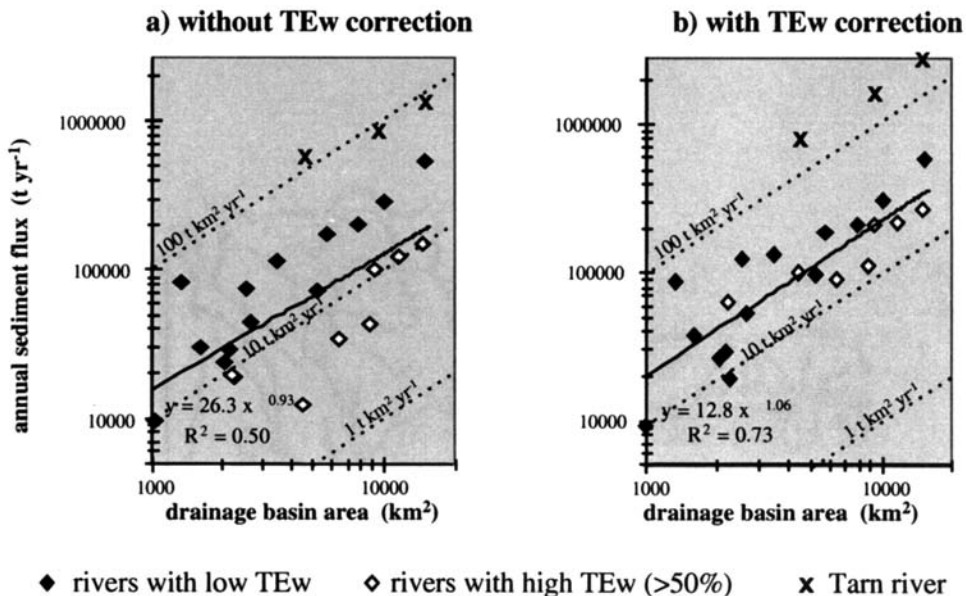 a) without TEw correction
b) with TEw correction
annual sediment flux (t yr-1)
1000000
100000
10000
100 t km2 yr-1
10 t km2 yr-1
1 t km2 yr-1
y = 26.3 x 0.93
R2 = 0.50
1000
10000
drainage basin area (km2)
1000000
100000
10000
100 t km2 yr-1
10 t km2 yr-1
1 t km2 yr-1
y = 12.8 x 1.06
R2 = 0.73
1000
10000
drainage basin area (km2)
rivers with low TEw
rivers with high TEw (>50%)
Tarn river